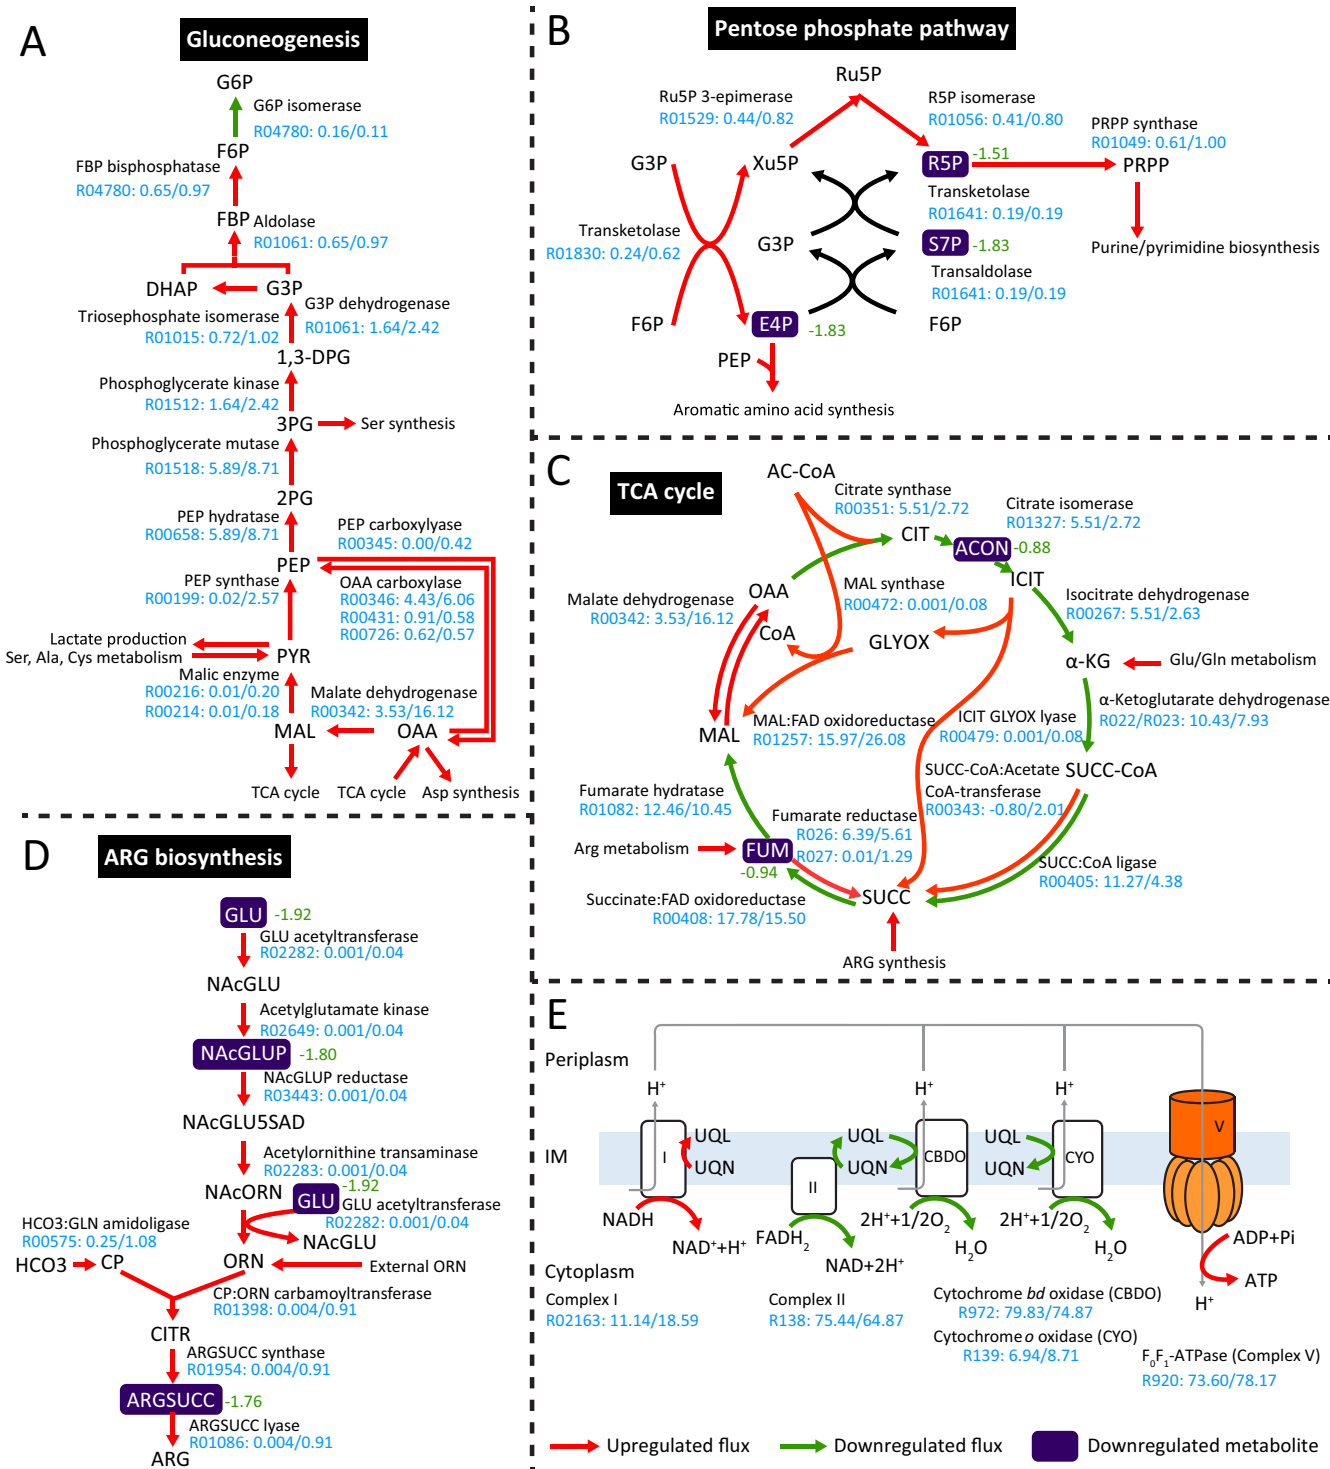 A
Gluconeogenesis
G6P
G6P isomerase
R04780: 0.16/0.11
F6P
FBP bisphosphatase
R04780: 0.65/0.97
FBP
Aldolase
R01061: 0.65/0.97
DHAP
G3P
G3P dehydrogenase
R01061: 1.64/2.42
Triosephosphate isomerase
R01015: 0.72/1.02
1,3-DPG
Phosphoglycerate kinase
R01512: 1.64/2.42
3PG
Ser synthesis
Phosphoglycerate mutase
R01518: 5.89/8.71
2PG
PEP hydratase
R00658: 5.89/8.71
PEP carboxylyase
R00345: 0.00/0.42
PEP
PEP synthase
R00199: 0.02/2.57
OAA carboxylase
R00346: 4.43/6.06
R00431: 0.91/0.58
R00726: 0.62/0.57
Lactate production
Ser, Ala, Cys metabolism
PYR
Malic enzyme
R00216: 0.01/0.20
R00214: 0.01/0.18
Malate dehydrogenase
R00342: 3.53/16.12
MAL
OAA
TCA cycle
TCA cycle
Asp synthesis
B
Pentose phosphate pathway
Ru5P
Ru5P 3-epimerase
R01529: 0.44/0.82
R5P isomerase
R01056: 0.41/0.80
PRPP synthase
R01049: 0.61/1.00
G3P
Xu5P
R5P
-1.51
PRPP
Transketolase
R01641: 0.19/0.19
Transketolase
R01830: 0.24/0.62
G3P
S7P
-1.83
Purine/pyrimidine biosynthesis
Transaldolase
R01641: 0.19/0.19
F6P
E4P
-1.83
F6P
PEP
Aromatic amino acid synthesis
C
TCA cycle
AC-CoA
Citrate synthase
R00351: 5.51/2.72
Citrate isomerase
R01327: 5.51/2.72
CIT
ACON
-0.88
ICIT
OAA
MAL synthase
R00472: 0.001/0.08
Malate dehydrogenase
R00342: 3.53/16.12
Isocitrate dehydrogenase
R00267: 5.51/2.63
CoA
GLYOX
α-KG
Glu/Gln metabolism
α-Ketoglutarate dehydrogenase
R022/R023: 10.43/7.93
MAL
MAL:FAD oxidoreductase
R01257: 15.97/26.08
ICIT GLYOX lyase
R00479: 0.001/0.08
SUCC-CoA:Acetate
CoA-transferase
R00343: -0.80/2.01
SUCC-CoA
Fumarate hydratase
R01082: 12.46/10.45
Fumarate reductase
R026: 6.39/5.61
R027: 0.01/1.29
Arg metabolism
FUM
-0.94
SUCC:CoA ligase
R00405: 11.27/4.38
Succinate:FAD oxidoreductase
R00408: 17.78/15.50
SUCC
ARG synthesis
D
ARG biosynthesis
GLU
-1.92
GLU acetyltransferase
R02282: 0.001/0.04
NAcGLU
Acetylglutamate kinase
R02649: 0.001/0.04
NAcGLUP
-1.80
NAcGLUP reductase
R03443: 0.001/0.04
NAcGLU5SAD
Acetylornithine transaminase
R02283: 0.001/0.04
NAcORN
GLU
-1.92
GLU acetyltransferase
R02282: 0.001/0.04
NAcGLU
HCO3:GLN amidoligase
R00575: 0.25/1.08
HCO3
CP
ORN
External ORN
CP:ORN carbamoyltransferase
R01398: 0.004/0.91
CITR
ARGSUCC synthase
R01954: 0.004/0.91
ARGSUCC
-1.76
ARGSUCC lyase
R01086: 0.004/0.91
ARG
E
Periplasm
H+
H+
H+
IM
I
UQL
UQN
II
UQL
UQN
CBDO
UQL
UQN
CYO
V
NADH
NAD++H+
FADH2
NAD+2H+
2H++1/2O2
H2O
2H++1/2O2
H2O
ADP+Pi
ATP
H+
Cytoplasm
Complex I
R02163: 11.14/18.59
Complex II
R138: 75.44/64.87
Cytochrome bd oxidase (CBDO)
R972: 79.83/74.87
Cytochrome o oxidase (CYO)
R139: 6.94/8.71
F0F1-ATPase (Complex V)
R920: 73.60/78.17
Upregulated flux
Downregulated flux
Downregulated metabolite